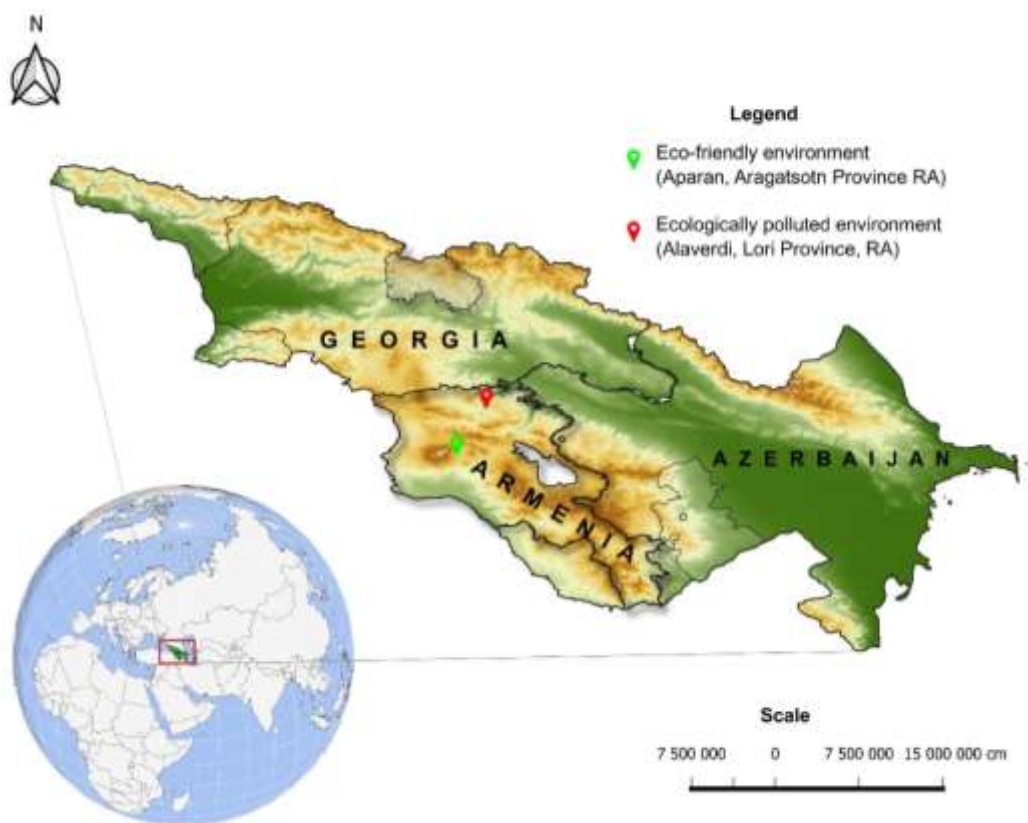 N
Legend
Eco-friendly environment
(Aparan, Aragatsotn Province RA)
Ecologically polluted environment
(Alaverdi, Lori Province, RA)
GEORGIA
AZERBAIJAN
ARMENIA
Scale
7 500 000 0 7 500 000 15 000 000 cm